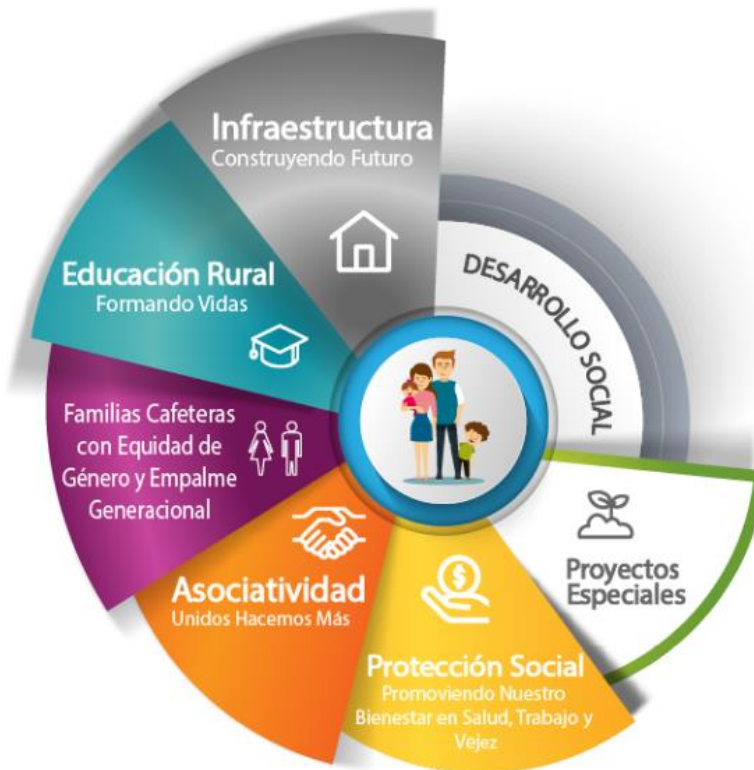 Infraestructura
Construyendo Futuro
DESARROLLO SOCIAL
Educación Rural
Formando Vidas
Familias Cafeteras
con Equidad de
Género y Empalme
Generacional
Asociatividad
Unidos Hacemos Más
$
Protección Social
Promoviendo Nuestro
Bienestar en Salud, Trabajo y
Vejez
Proyectos
Especiales